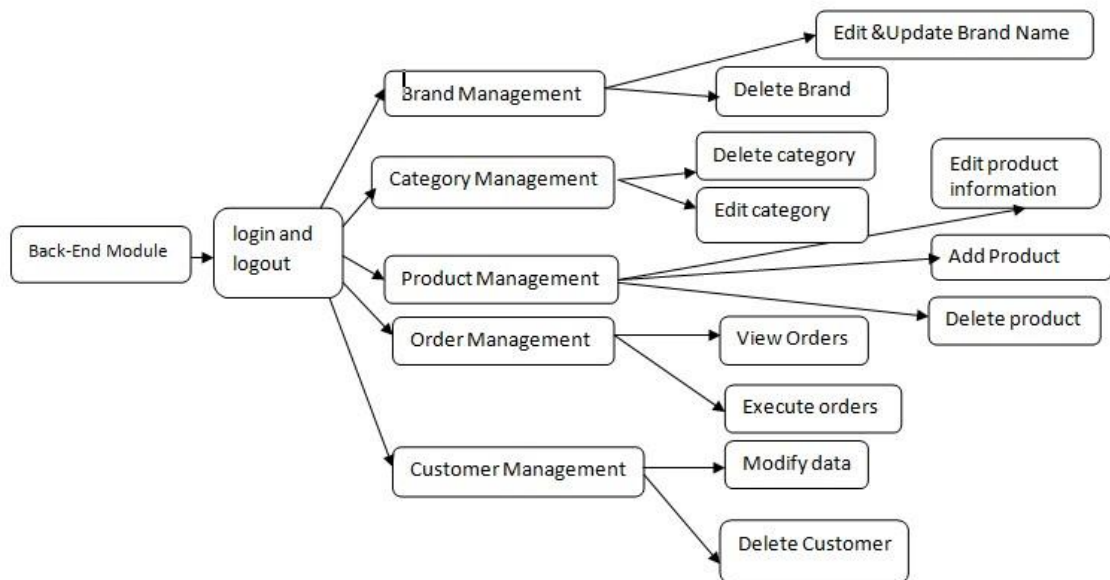 Edit &Update Brand Name
Brand Management
Delete Brand
Delete category
Edit product
information
Category Management
Edit category
login and
logout
Back-End Module
Add Product
Product Management
Delete product
Order Management
View Orders
Execute orders
Customer Management
Modify data
Delete Customer